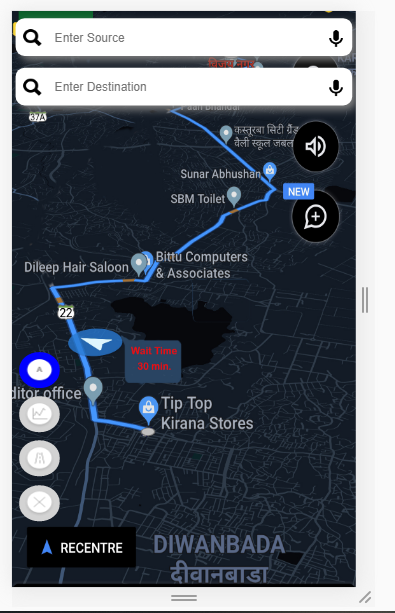 Enter Source
Enter Destination
37A
कस्तूरबा सिटी ग्रैंड
वैली स्कूल जबल
Sunar Abhushan
NEW
SBM Toilet
Bittu Computers
& Associates
Dileep Hair Saloon
22
Wait Time
30 min.
ditor office
A
Tip Top
Kirana Stores
RECENTRE
DIWANBADA
दीवानबाडा